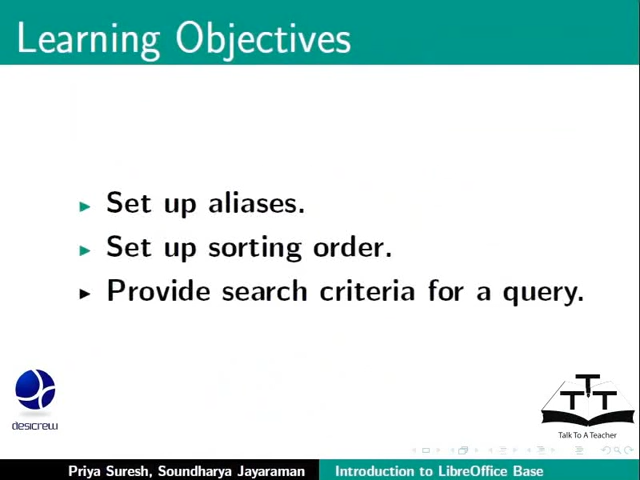 Learning Objectives
Set up aliases.
Set up sorting order.
Provide search criteria for a query.
desicrew
T
T T
Talk To A Teacher
Priya Suresh, Soundharya Jayaraman Introduction to LibreOffice Base